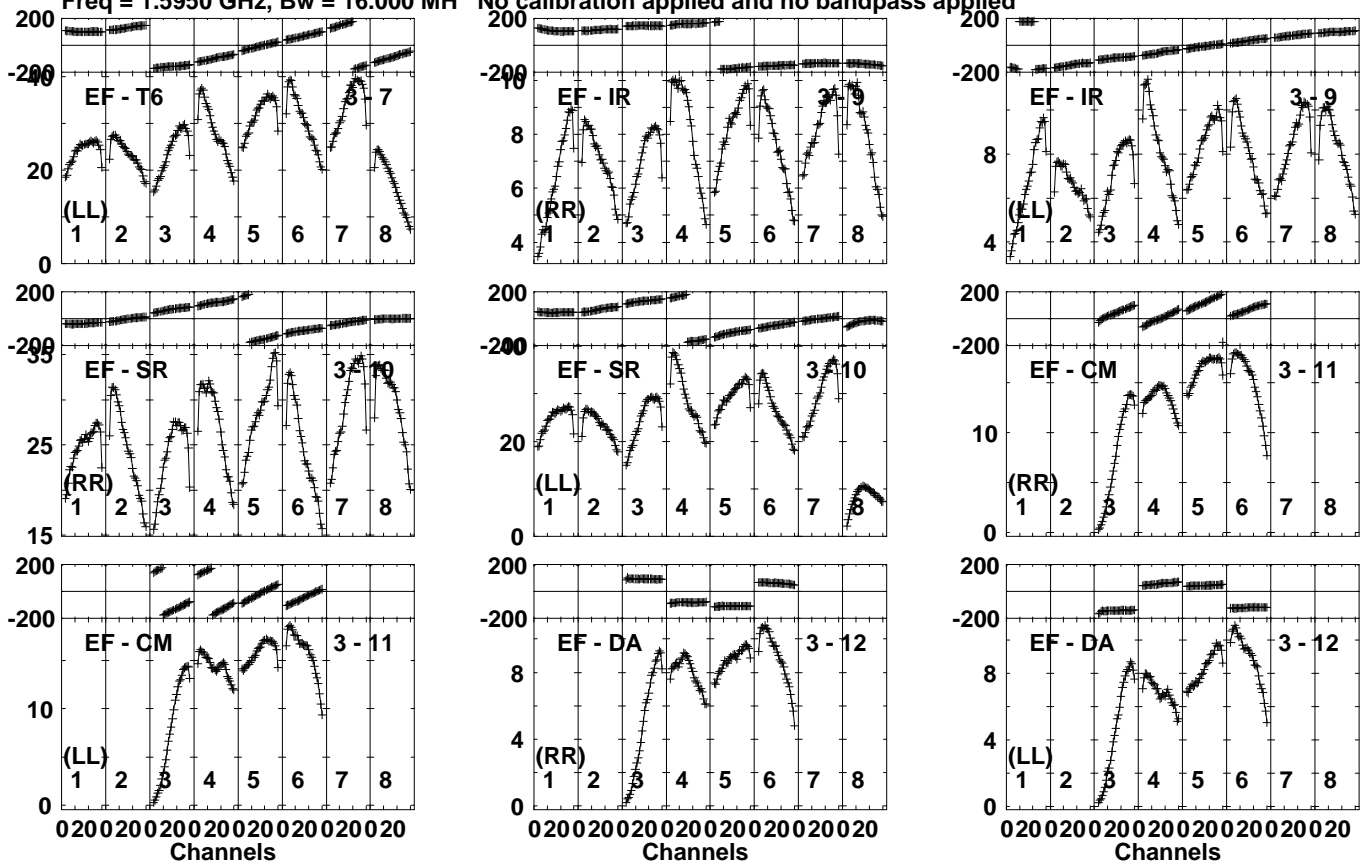 Freq = 1.5950 GHz, Bw = 16.000 MH No calibration applied and no bandpass applied
200 200 200
-200 -200 -200
40 10
EF - T6 3 - 7 EF - IR 3 - 9 EF - IR 3 - 9
20 8 8
6
(LL) (RR) (LL)
1 2 3 4 5 6 7 8 4 1 2 3 4 5 6 7 8 4 1 2 3 4 5 6 7 8
0
200 200 200
-200 -200 -200
35 40
EF - SR 3 - 10 EF - SR 3 - 10 EF - CM 3 - 11
25 20 10
(RR) (LL) (RR)
1 2 3 4 5 6 7 8 1 2 3 4 5 6 7 8 1 2 3 4 5 6 7 8
15 0 0
200 200 200
-200 -200 -200
EF - CM 3 - 11 EF - DA 3 - 12 EF - DA 3 - 12
8 8
10
4 4
(LL) (RR) (LL)
1 2 3 4 5 6 7 8 1 2 3 4 5 6 7 8 1 2 3 4 5 6 7 8
0 0 0
0 20 0 20 0 20 0 20 0 20 0 20 0 20 0 20 0 20 0 20 0 20 0 20 0 20 0 20 0 20 0 20 0 20 0 20 0 20 0 20 0 20 0 20 0 20 0 20
Channels Channels Channels